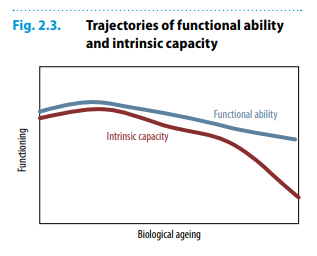 Fig. 2.3. Trajectories of functional ability
and intrinsic capacity
Functional ability
Intrinsic capacity
Functioning
Biological ageing